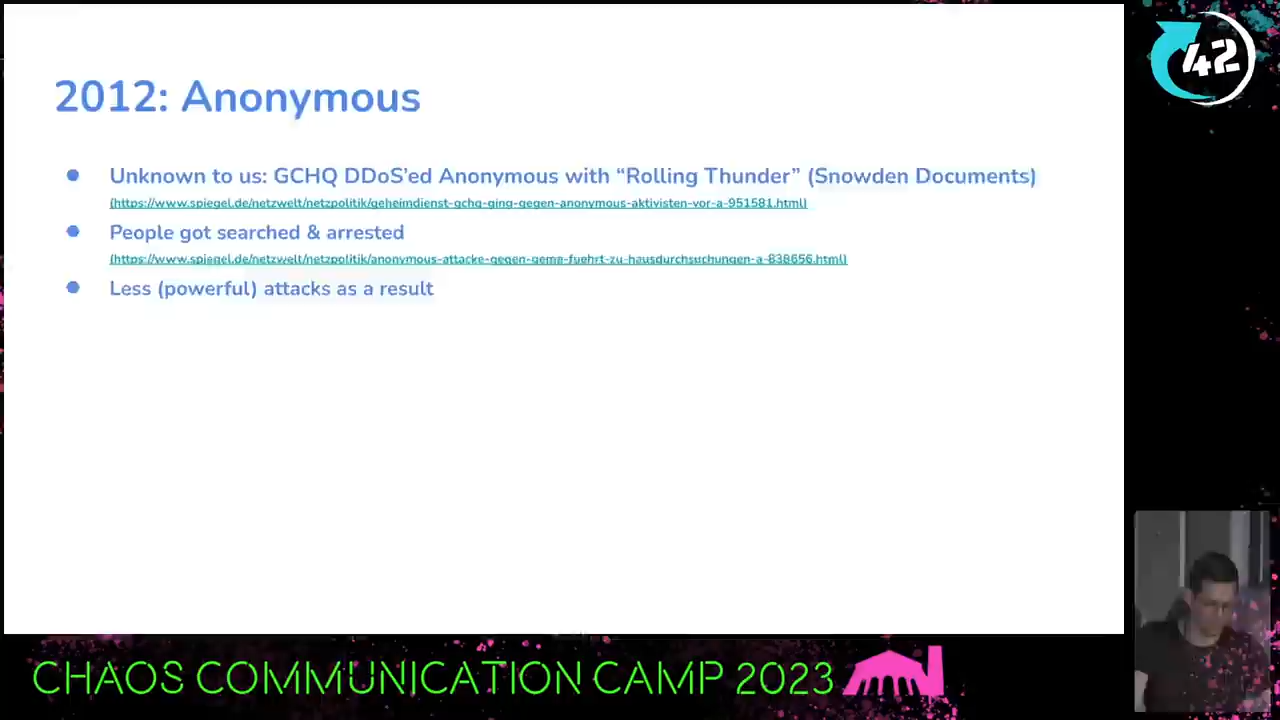 2012: Anonymous
Unknown to us: GCHQ DDoS'ed Anonymous with “Rolling Thunder” (Snowden Documents)
(https://www.spiegel.de/netzwelt/netzpolitik/geheimdienst-gchq-ging-gegen-anonymous-aktivisten-vor-a-951581.html)
People got searched & arrested
(https://www.spiegel.de/netzwelt/netzpolitik/anonymous-attacke-gegen-gema-fuehrt-zu-hausdurchsuchungen-a-838656.html)
Less (powerful) attacks as a result
42
CHAOS COMMUNICATION CAMP 2023